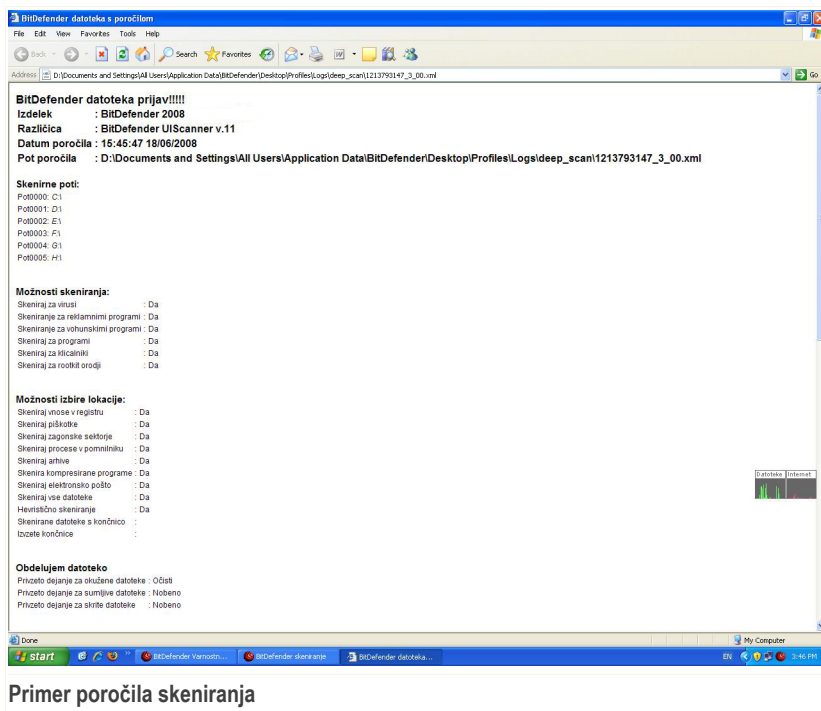 BitDefender datoteka s poročilom
File Edit View Favorites Tools Help
Back Search Favorites
Address D:\Documents and Settings\All Users\Application Data\BitDefender\Desktop\Profiles\Logs\deep_scan\1213793147_3_00.xml Go
BitDefender datoteka prijav!!!!!
Izdelek : BitDefender 2008
Različica : BitDefender UIScanner v.11
Datum poročila : 15:45:47 18/06/2008
Pot poročila : D:\Documents and Settings\All Users\Application Data\BitDefender\Desktop\Profiles\Logs\deep_scan\1213793147_3_00.xml
Skenirne poti:
Pot0000: C:\
Pot0001: D:\
Pot0002: E:\
Pot0003: F:\
Pot0004: G:\
Pot0005: H:\
Možnosti skeniranja:
Skeniraj za virusi : Da
Skeniranje za reklamnimi programi : Da
Skeniranje za vohunskimi programi : Da
Skeniraj za programi : Da
Skeniraj za klicalniki : Da
Skeniraj za rootkit orodji : Da
Možnosti izbire lokacije:
Skeniraj vnose v registru : Da
Skeniraj piškotke : Da
Skeniraj zagonske sektorje : Da
Skeniraj procese v pomnilniku : Da
Skeniraj arhive : Da
Skenira kompresirane programe : Da
Skeniraj elektronsko pošto : Da
Skeniraj vse datoteke : Da
Hevristično skeniranje : Da
Skenirane datoteke s končnico :
Izvzete končnice :
Datoteke Internet
Obdelujem datoteko
Privzeto dejanje za okužene datoteke : Očisti
Privzeto dejanje za sumljive datoteke : Nobeno
Privzeto dejanje za skrite datoteke : Nobeno
Done My Computer
start BitDefender Varnostn... BitDefender skeniranje BitDefender datoteka... EN 3:46 PM
Primer poročila skeniranja